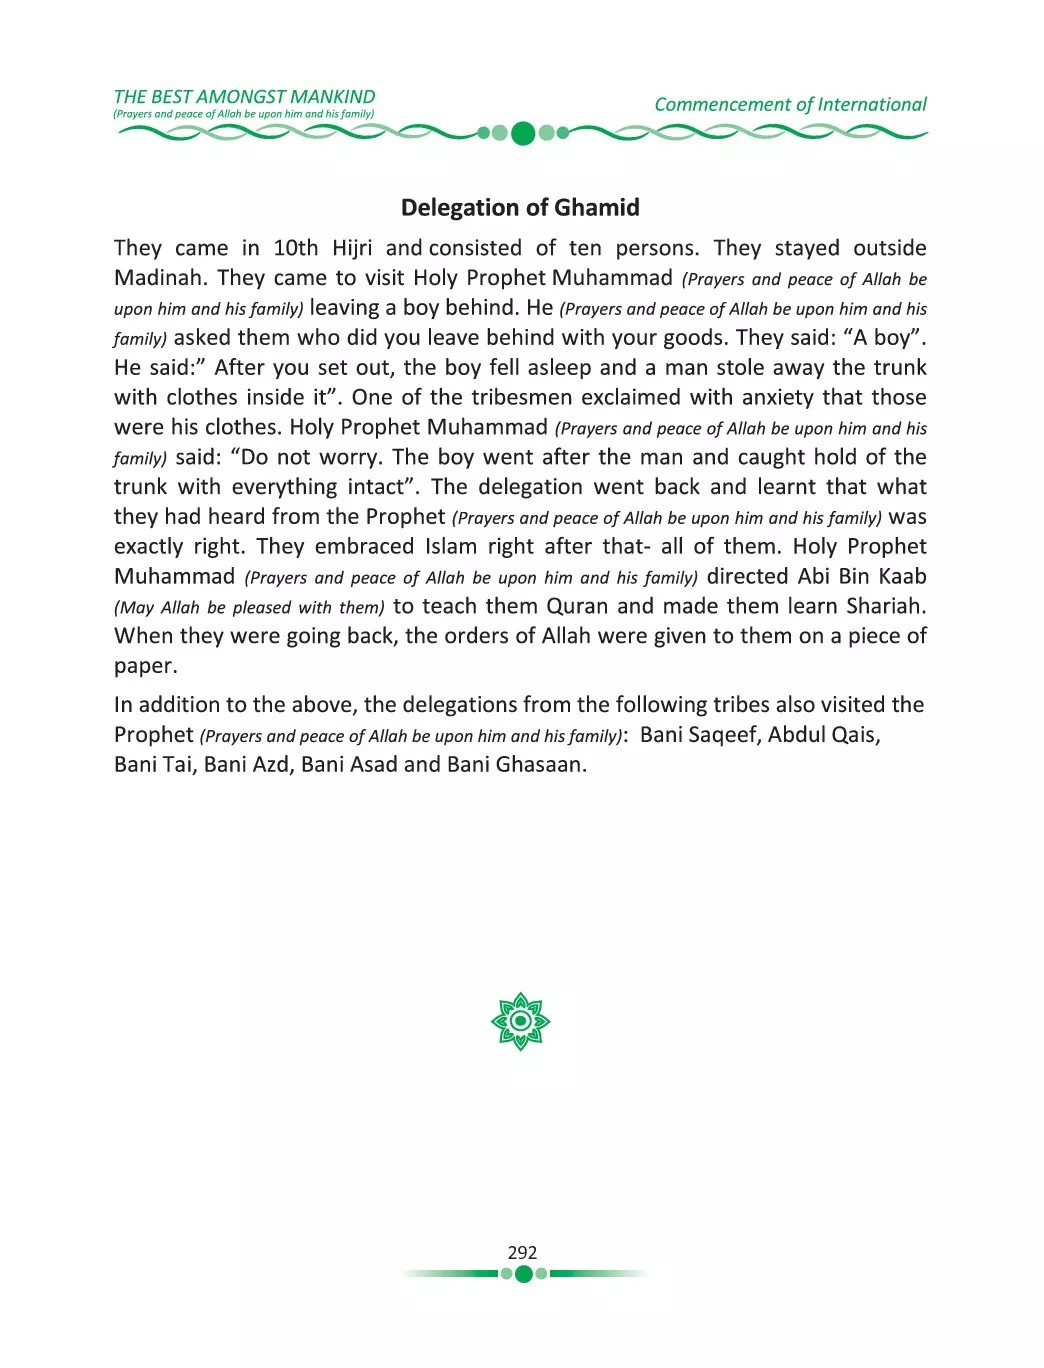 THE BEST AMONGST MANKIND
(Prayers and peace of Allah be upon him and his family)
Commencement of International
Delegation of Ghamid
They came in 10th Hijri and consisted of ten persons. They stayed outside
Madinah. They came to visit Holy Prophet Muhammad (Prayers and peace of Allah be
upon him and his family) leaving a boy behind. He (Prayers and peace of Allah be upon him and his
family) asked them who did you leave behind with your goods. They said: “A boy”.
He said:” After you set out, the boy fell asleep and a man stole away the trunk
with clothes inside it”. One of the tribesmen exclaimed with anxiety that those
were his clothes. Holy Prophet Muhammad (Prayers and peace of Allah be upon him and his
family) said: “Do not worry. The boy went after the man and caught hold of the
trunk with everything intact”. The delegation went back and learnt that what
they had heard from the Prophet (Prayers and peace of Allah be upon him and his family) was
exactly right. They embraced Islam right after that- all of them. Holy Prophet
Muhammad (Prayers and peace of Allah be upon him and his family) directed Abi Bin Kaab
(May Allah be pleased with them) to teach them Quran and made them learn Shariah.
When they were going back, the orders of Allah were given to them on a piece of
paper.
In addition to the above, the delegations from the following tribes also visited the
Prophet (Prayers and peace of Allah be upon him and his family): Bani Saqeef, Abdul Qais,
Bani Tai, Bani Azd, Bani Asad and Bani Ghasaan.
292